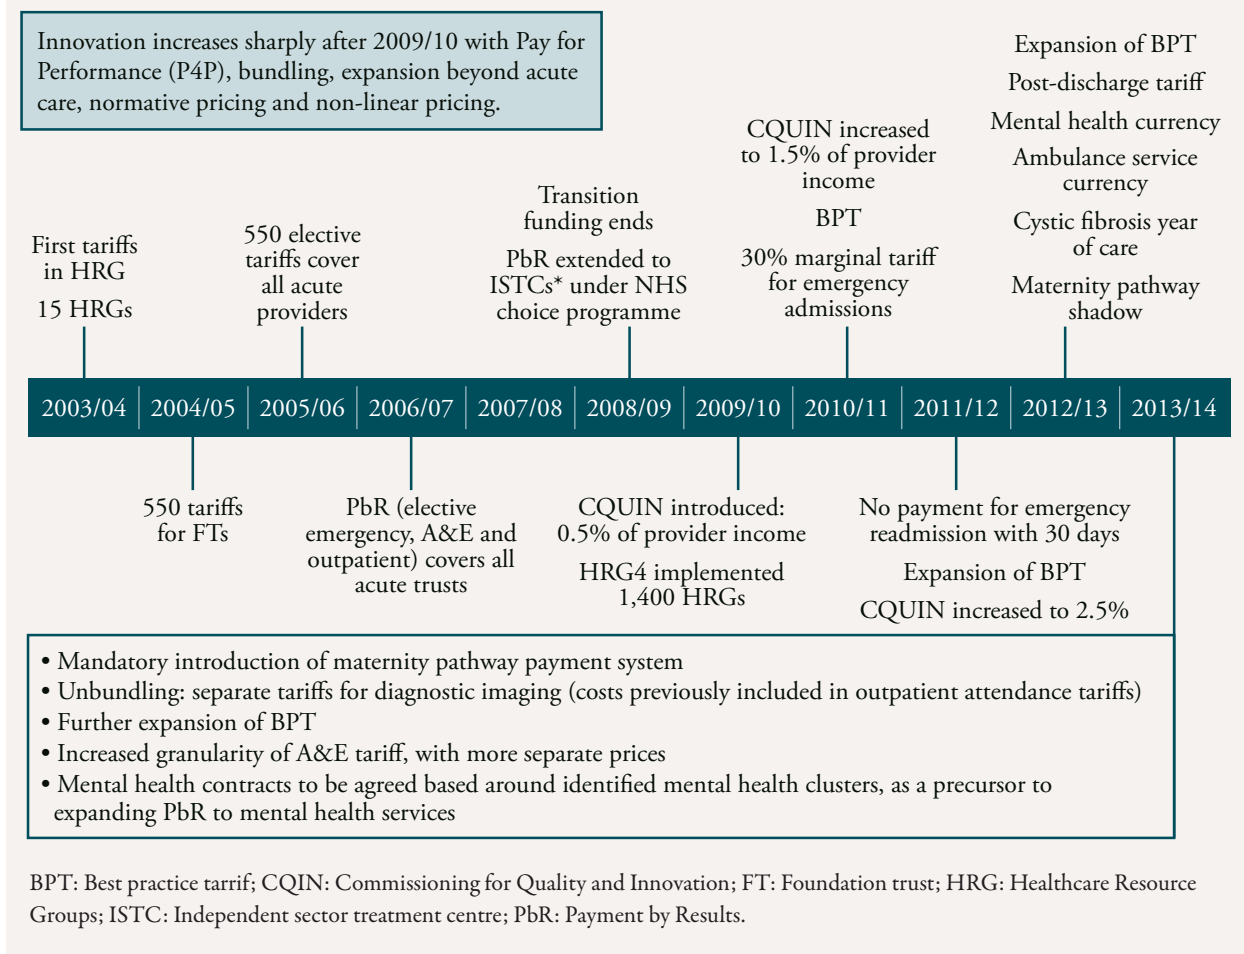 Innovation increases sharply after 2009/10 with Pay for
Performance (P4P), bundling, expansion beyond acute
care, normative pricing and non-linear pricing.
First tariffs
in HRG
15 HRGs
550 elective
tariffs cover
all acute
providers
Transition
funding ends
PbR extended to
ISTCs* under NHS
choice programme
CQUIN increased
to 1.5% of provider
income
BPT
30% marginal tariff
for emergency
admissions
Expansion of BPT
Post-discharge tariff
Mental health currency
Ambulance service
currency
Cystic fibrosis year
of care
Maternity pathway
shadow
2003/04 2004/05 2005/06 2006/07 2007/08 2008/09 2009/10 2010/11 2011/12 2012/13 2013/14
550 tariffs
for FTs
PbR (elective
emergency, A&E and
outpatient) covers all
acute trusts
CQUIN introduced:
0.5% of provider income
HRG4 implemented
1,400 HRGs
No payment for emergency
readmission with 30 days
Expansion of BPT
CQUIN increased to 2.5%
• Mandatory introduction of maternity pathway payment system
• Unbundling: separate tariffs for diagnostic imaging (costs previously included in outpatient attendance tariffs)
• Further expansion of BPT
• Increased granularity of A&E tariff, with more separate prices
• Mental health contracts to be agreed based around identified mental health clusters, as a precursor to
expanding PbR to mental health services
BPT: Best practice tarrif; CQIN: Commissioning for Quality and Innovation; FT: Foundation trust; HRG: Healthcare Resource
Groups; ISTC: Independent sector treatment centre; PbR: Payment by Results.